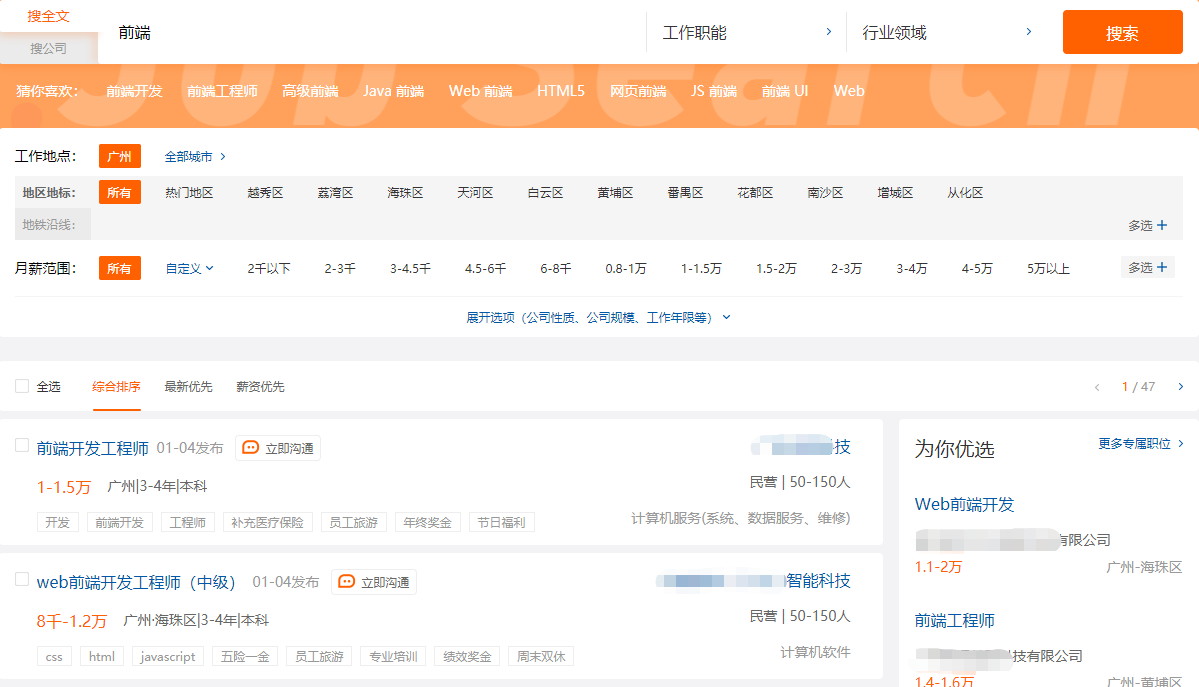 搜全文
搜公司
前端
工作职能
行业领域
搜索
Job Search
猜你喜欢： 前端开发 前端工程师 高级前端 Java 前端 Web 前端 HTML5 网页前端 JS 前端 前端 UI Web
工作地点： 广州 全部城市
地区地标： 所有 热门地区 越秀区 荔湾区 海珠区 天河区 白云区 黄埔区 番禺区 花都区 南沙区 增城区 从化区
地铁沿线： 多选
月薪范围： 所有 自定义 2千以下 2-3千 3-4.5千 4.5-6千 6-8千 0.8-1万 1-1.5万 1.5-2万 2-3万 3-4万 4-5万 5万以上 多选
展开选项（公司性质、公司规模、工作年限等）
全选 综合排序 最新优先 薪资优先 1 / 47
前端开发工程师 01-04发布 立即沟通 技
1-1.5万 广州|3-4年|本科 民营 | 50-150人
开发 前端开发 工程师 补充医疗保险 员工旅游 年终奖金 节日福利 计算机服务(系统、数据服务、维修)
web前端开发工程师（中级） 01-04发布 立即沟通 智能科技
8千-1.2万 广州·海珠区|3-4年|本科 民营 | 50-150人
css html javascript 五险一金 员工旅游 专业培训 绩效奖金 周末双休 计算机软件
为你优选 更多专属职位
Web前端开发
有限公司
1.1-2万 广州-海珠区
前端工程师
技有限公司
1.4-1.6万 广州-黄埔区